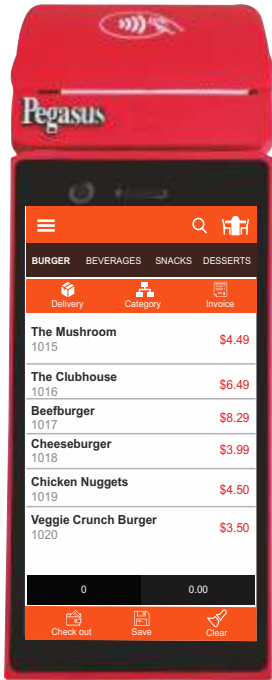 Pegasus
BURGER BEVERAGES SNACKS DESSERTS
Delivery Category Invoice
The Mushroom
1015 $4.49
The Clubhouse
1016 $6.49
Beefburger
1017 $8.29
Cheeseburger
1018 $3.99
Chicken Nuggets
1019 $4.50
Veggie Crunch Burger
1020 $3.50
0 0.00
Check out Save Clear